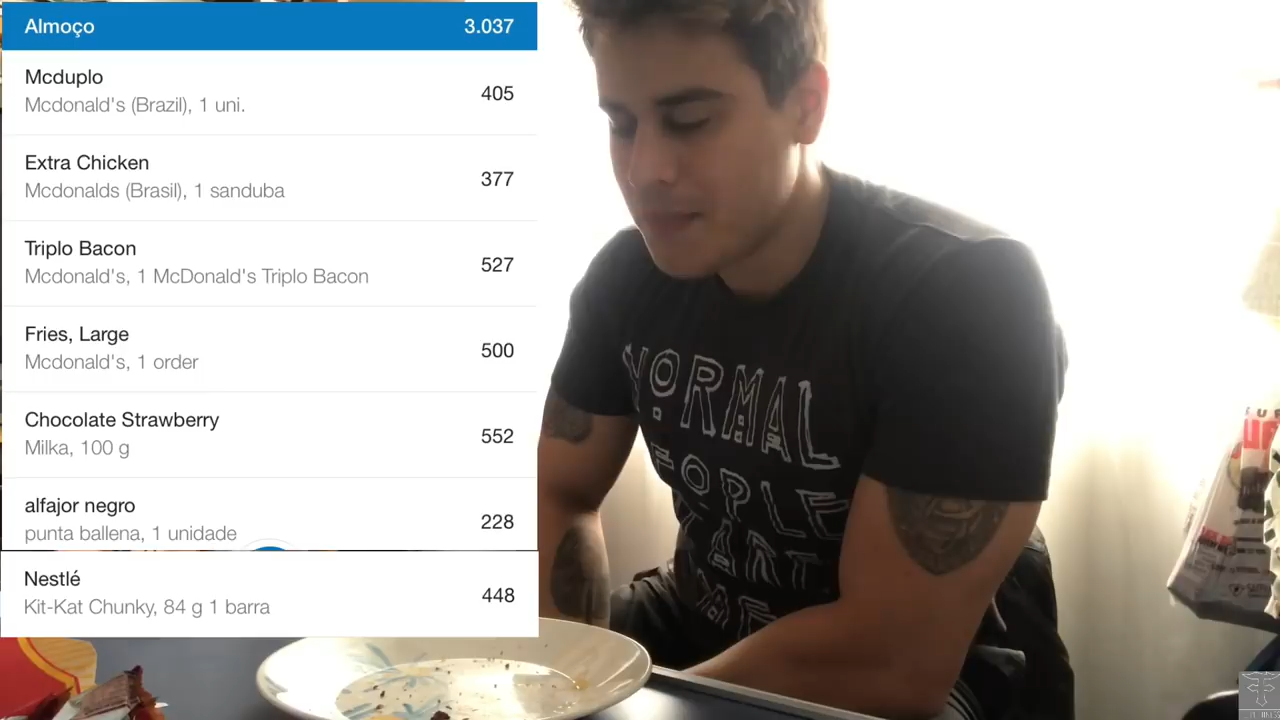 Almoço 3.037
Mcduplo
Mcdonald's (Brazil), 1 uni.
405
Extra Chicken
Mcdonalds (Brasil), 1 sanduba
377
Triplo Bacon
Mcdonald's, 1 McDonald's Triplo Bacon
527
Fries, Large
Mcdonald's, 1 order
500
Chocolate Strawberry
Milka, 100 g
552
alfajor negro
punta ballena, 1 unidade
228
Nestlé
Kit-Kat Chunky, 84 g 1 barra
448
NORMAL
PEOPLE